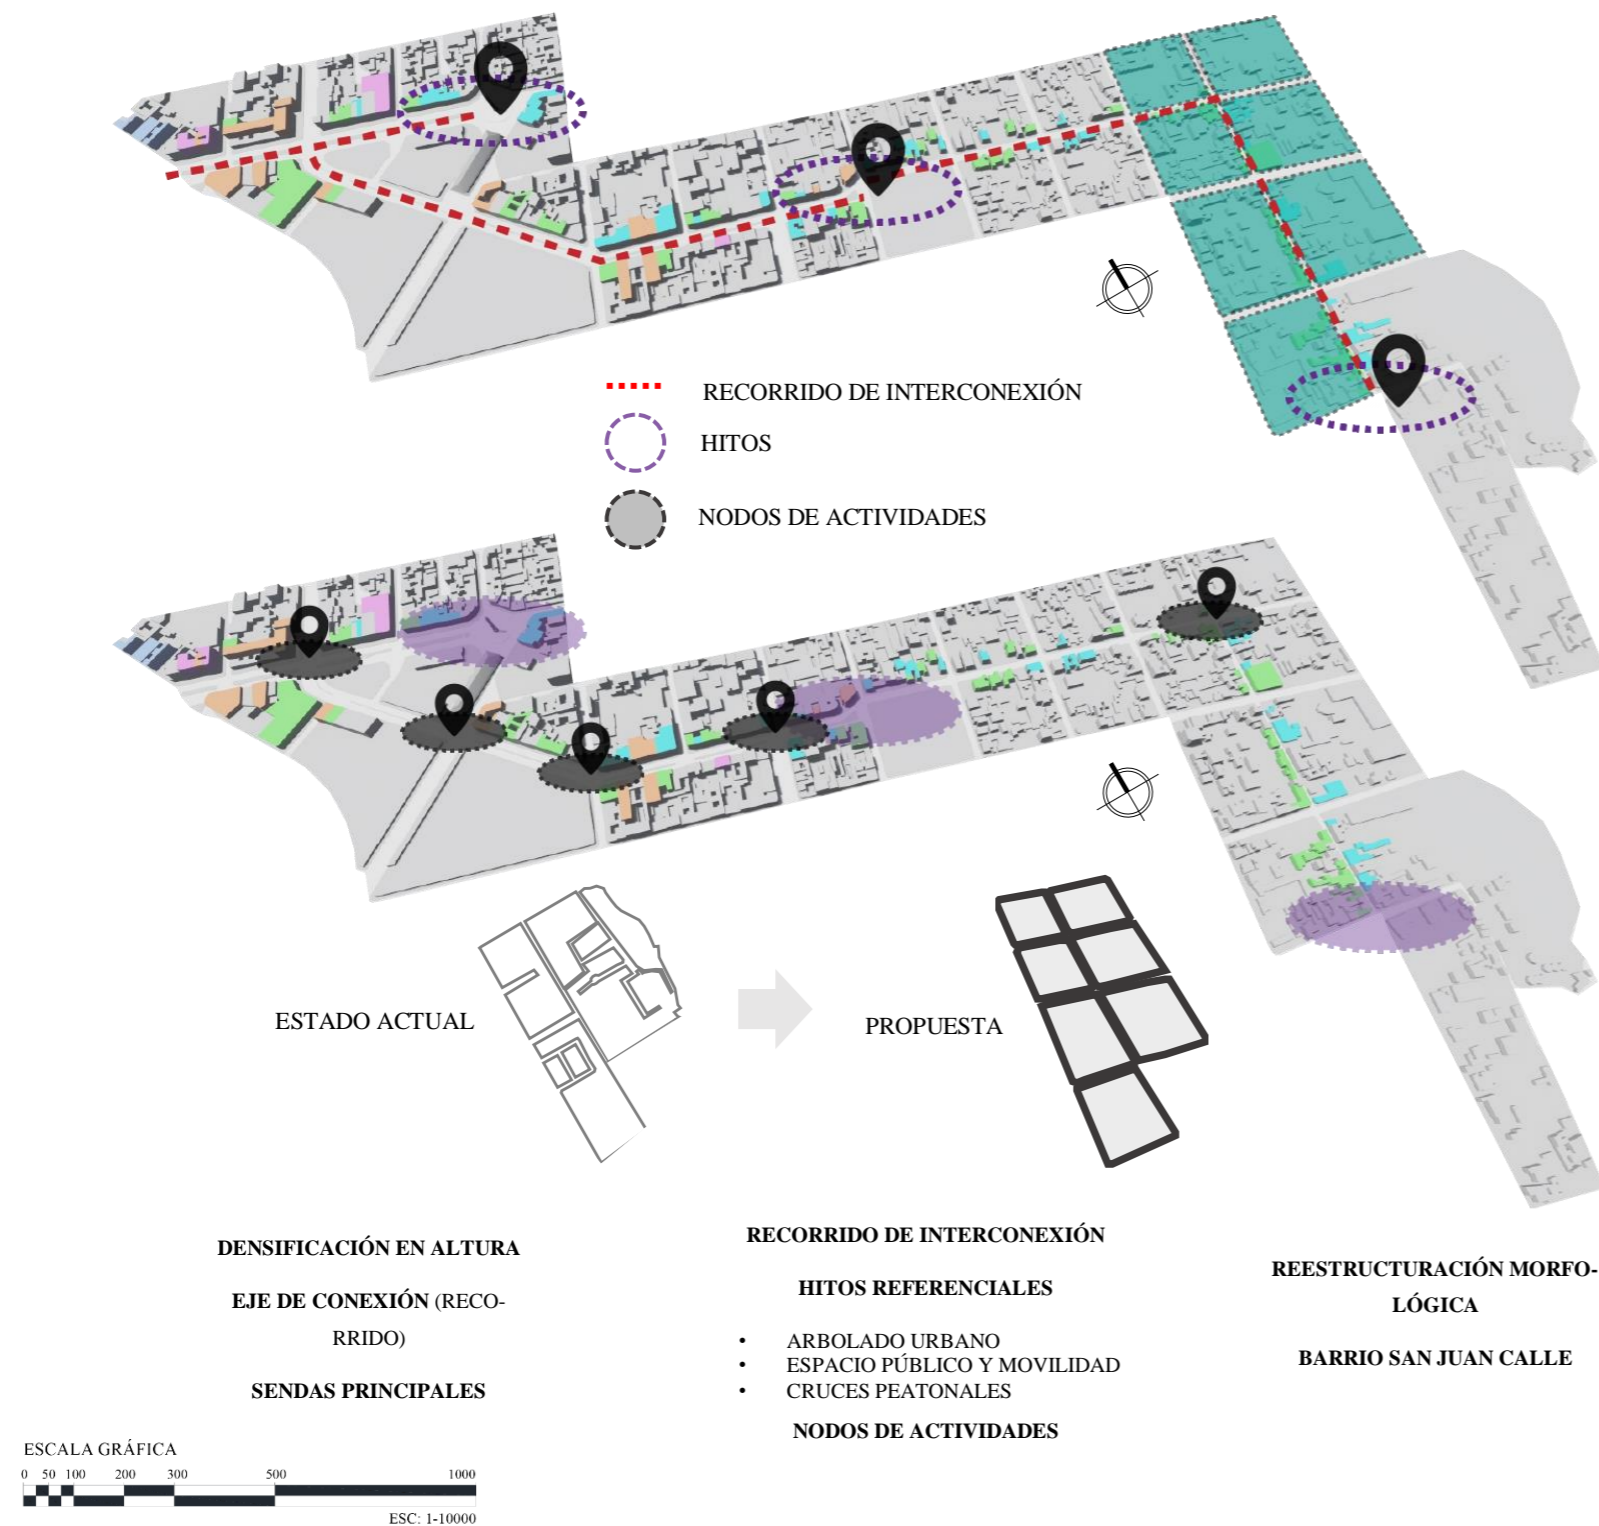 RECORRIDO DE INTERCONEXIÓN
HITOS
NODOS DE ACTIVIDADES
ESTADO ACTUAL
PROPUESTA
DENSIFICACIÓN EN ALTURA
EJE DE CONEXIÓN (RECO-
RRIDO)
SENDAS PRINCIPALES
RECORRIDO DE INTERCONEXIÓN
HITOS REFERENCIALES
• ARBOLADO URBANO
• ESPACIO PÚBLICO Y MOVILIDAD
• CRUCES PEATONALES
NODOS DE ACTIVIDADES
REESTRUCTURACIÓN MORFO-
LÓGICA
BARRIO SAN JUAN CALLE
ESCALA GRÁFICA
0 50 100 200 300 500 1000
ESC: 1-10000